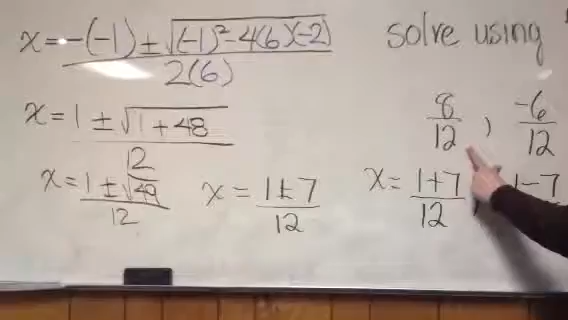 x = -(-1) ± √(-1)² - 4(6)(-2) / 2(6)
solve using
x = 1 ± √1 + 48 / 12
8/12 , -6/12
x = 1 ± √49 / 12
x = 1 ± 7 / 12
x = 1 + 7 / 12
1 - 7